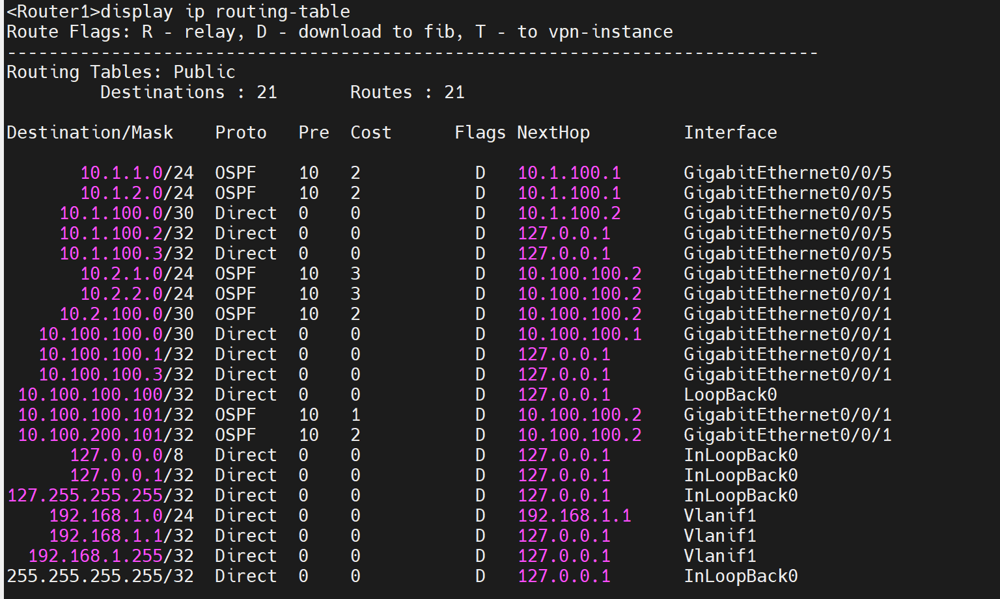 <Router1>display ip routing-table
Route Flags: R - relay, D - download to fib, T - to vpn-instance
------------------------------------------------------------------------------
Routing Tables: Public
         Destinations : 21       Routes : 21

Destination/Mask    Proto   Pre  Cost      Flags NextHop         Interface

       10.1.1.0/24  OSPF    10   2           D   10.1.100.1      GigabitEthernet0/0/5
       10.1.2.0/24  OSPF    10   2           D   10.1.100.1      GigabitEthernet0/0/5
     10.1.100.0/30  Direct  0    0           D   10.1.100.2      GigabitEthernet0/0/5
     10.1.100.2/32  Direct  0    0           D   127.0.0.1       GigabitEthernet0/0/5
     10.1.100.3/32  Direct  0    0           D   127.0.0.1       GigabitEthernet0/0/5
       10.2.1.0/24  OSPF    10   3           D   10.100.100.2    GigabitEthernet0/0/1
       10.2.2.0/24  OSPF    10   3           D   10.100.100.2    GigabitEthernet0/0/1
     10.2.100.0/30  OSPF    10   2           D   10.100.100.2    GigabitEthernet0/0/1
   10.100.100.0/30  Direct  0    0           D   10.100.100.1    GigabitEthernet0/0/1
   10.100.100.1/32  Direct  0    0           D   127.0.0.1       GigabitEthernet0/0/1
   10.100.100.3/32  Direct  0    0           D   127.0.0.1       GigabitEthernet0/0/1
 10.100.100.100/32  Direct  0    0           D   127.0.0.1       LoopBack0
 10.100.100.101/32  OSPF    10   1           D   10.100.100.2    GigabitEthernet0/0/1
 10.100.200.101/32  OSPF    10   2           D   10.100.100.2    GigabitEthernet0/0/1
      127.0.0.0/8   Direct  0    0           D   127.0.0.1       InLoopBack0
      127.0.0.1/32  Direct  0    0           D   127.0.0.1       InLoopBack0
127.255.255.255/32  Direct  0    0           D   127.0.0.1       InLoopBack0
    192.168.1.0/24  Direct  0    0           D   192.168.1.1     Vlanif1
    192.168.1.1/32  Direct  0    0           D   127.0.0.1       Vlanif1
  192.168.1.255/32  Direct  0    0           D   127.0.0.1       Vlanif1
255.255.255.255/32  Direct  0    0           D   127.0.0.1       InLoopBack0